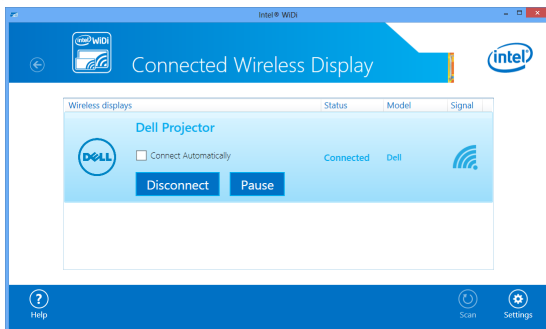 Intel® WiDi
intel WiDi
Connected Wireless Display
intel
Wireless displays Status Model Signal
Dell Projector
DELL
Connect Automatically
Connected Dell
Disconnect Pause
? Help
Scan Settings